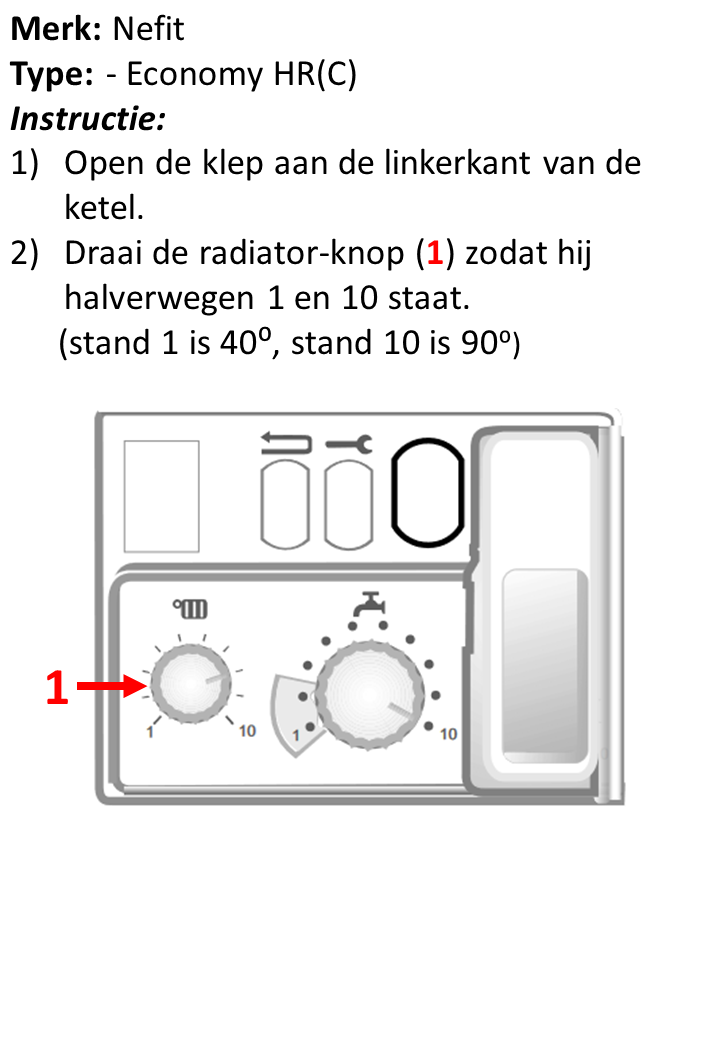 Merk: Nefit
Type: - Economy HR(C)
Instructie:
1) Open de klep aan de linkerkant van de
ketel.
2) Draai de radiator-knop (1) zodat hij
halverwegen 1 en 10 staat.
(stand 1 is 40⁰, stand 10 is 90⁰)
1
1 10
1 10